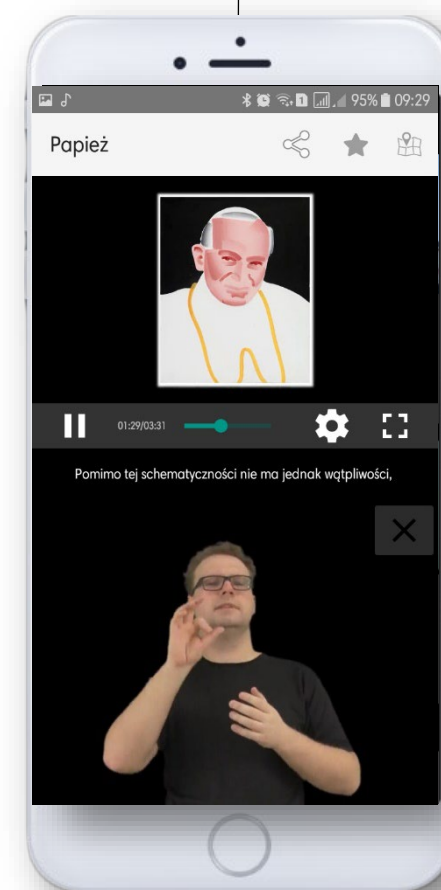 95% 09:29
Papież
01:29/03:31
Pomimo tej schematyczności nie ma jednak wątpliwości,